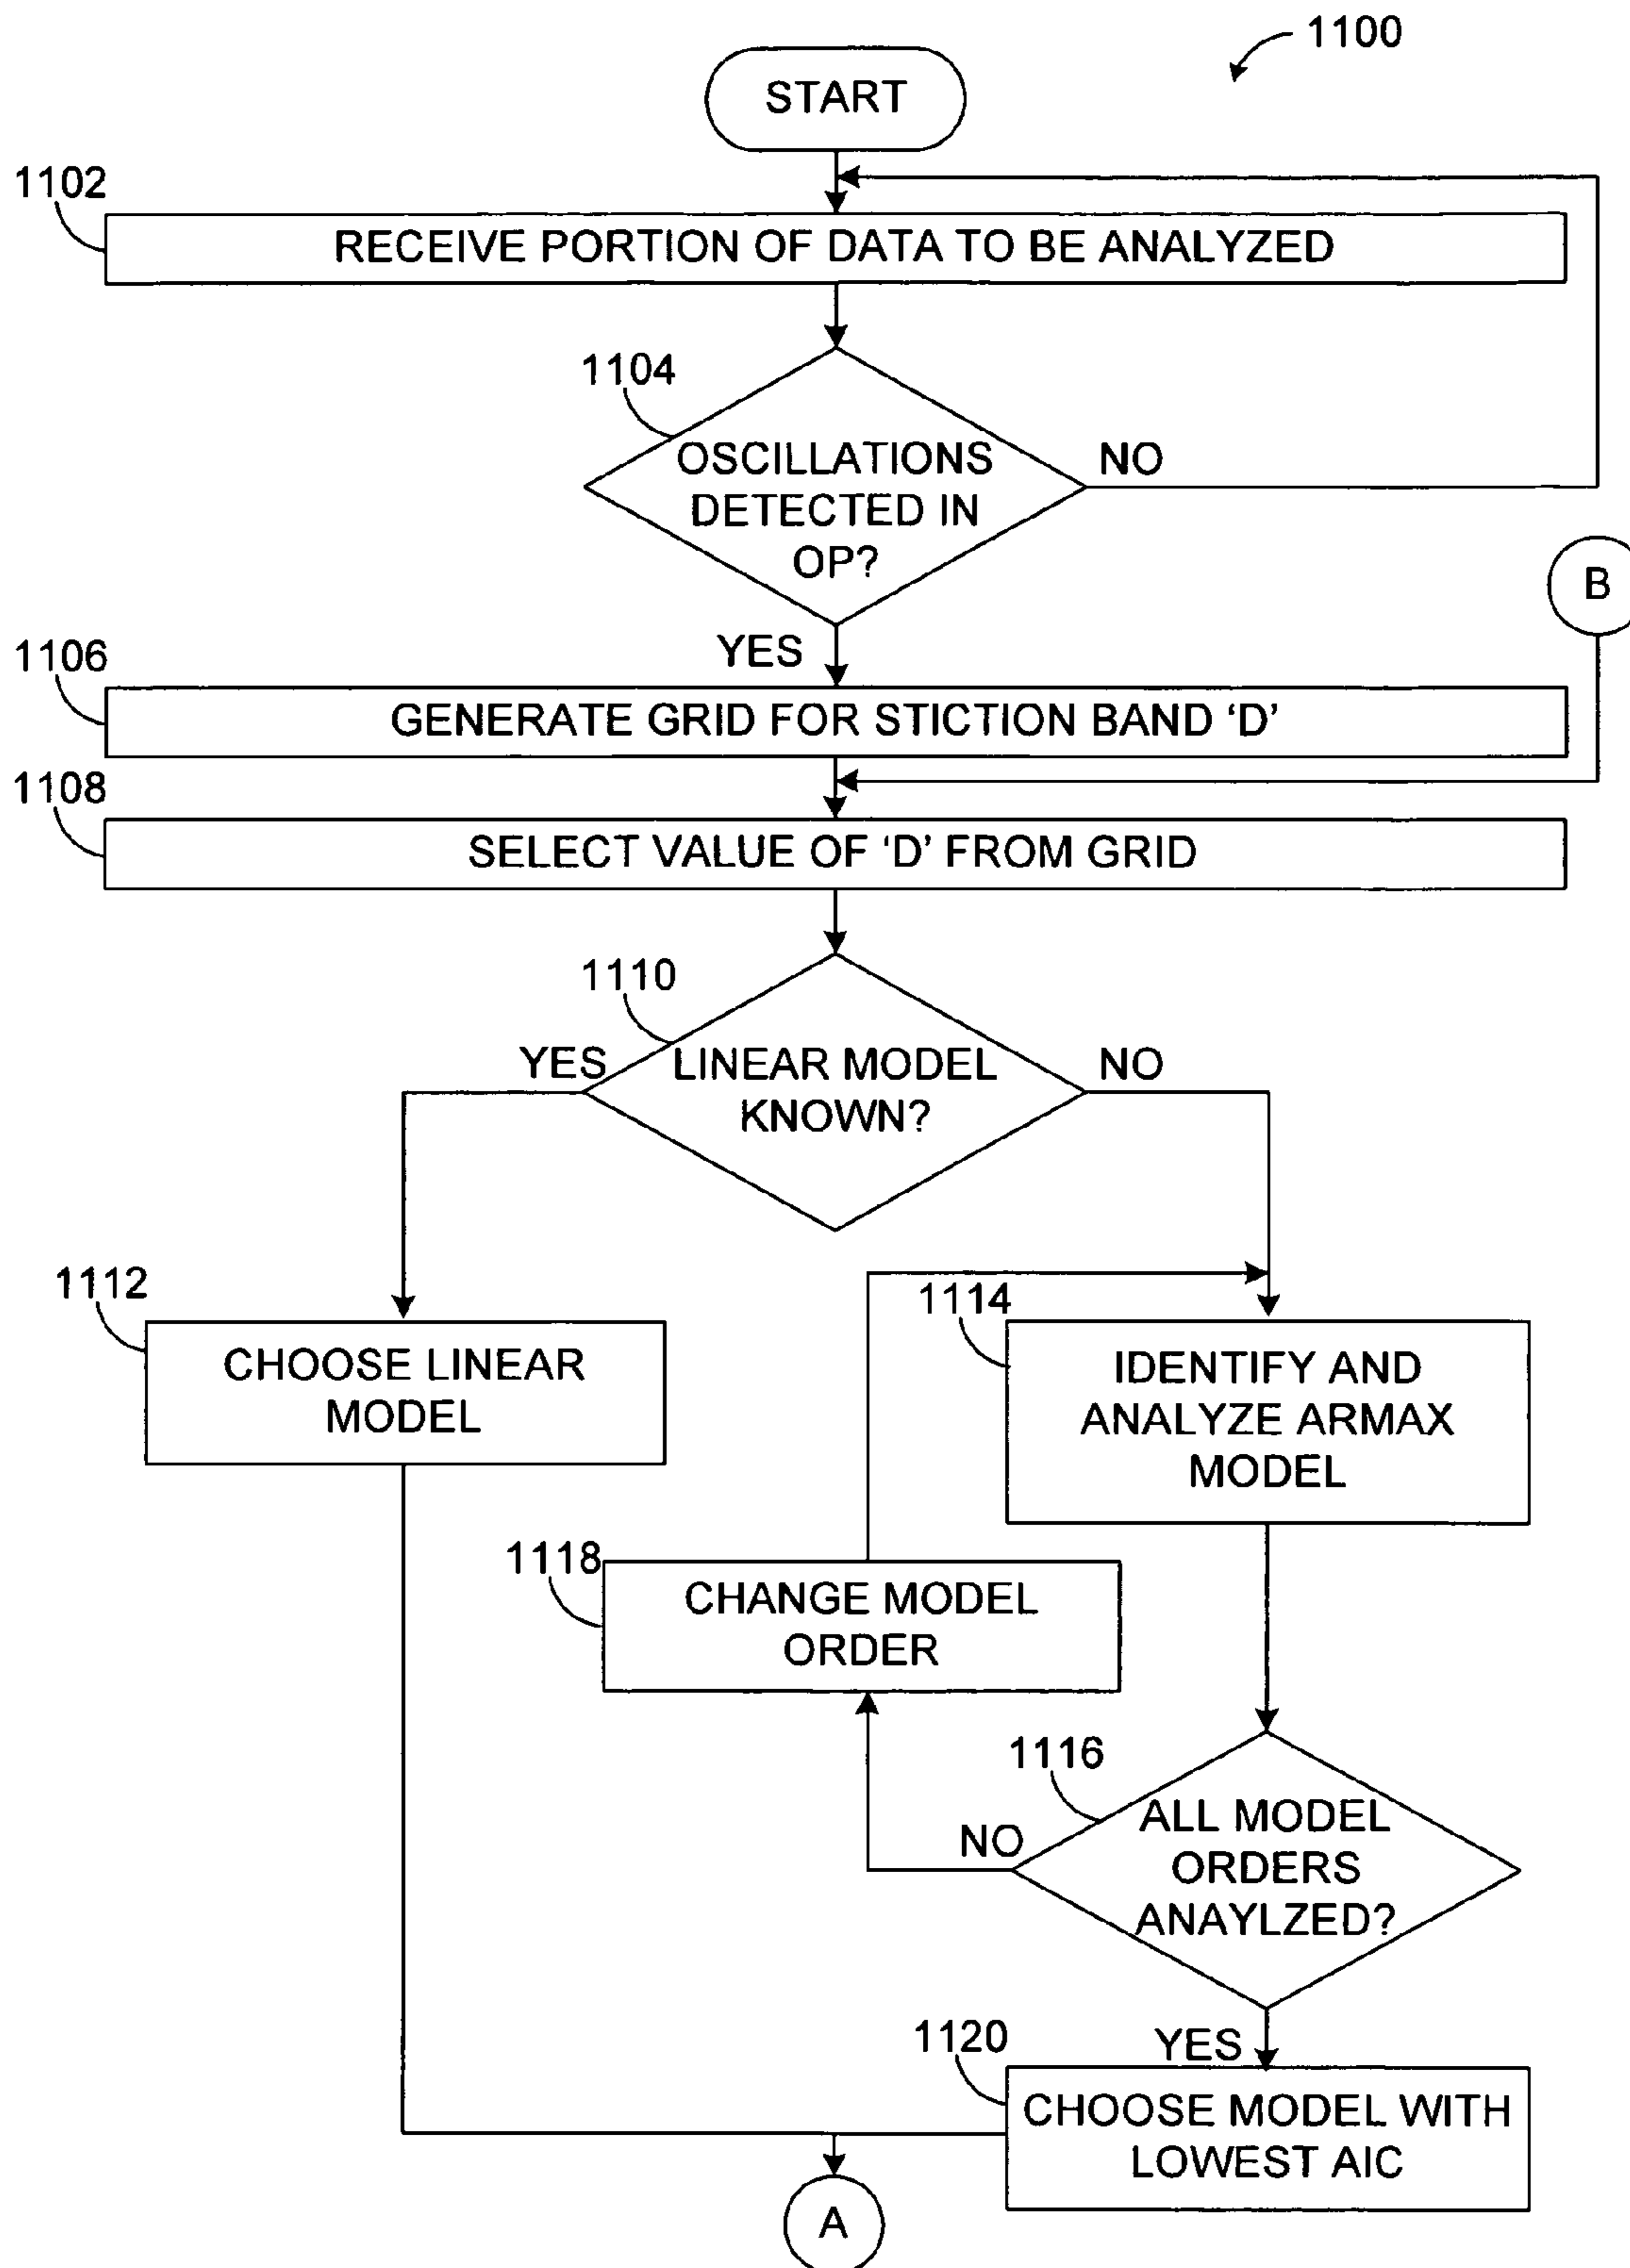 1100
START
1102
RECEIVE PORTION OF DATA TO BE ANALYZED
1104
OSCILLATIONS
DETECTED IN
OP?
NO
B
YES
1106
GENERATE GRID FOR STICTION BAND ‘D’
1108
SELECT VALUE OF ‘D’ FROM GRID
1110
YES
LINEAR MODEL
KNOWN?
NO
1112
CHOOSE LINEAR
MODEL
1114
IDENTIFY AND
ANALYZE ARMAX
MODEL
1118
CHANGE MODEL
ORDER
1116
NO
ALL MODEL
ORDERS
ANAYLZED?
YES
1120
CHOOSE MODEL WITH
LOWEST AIC
A